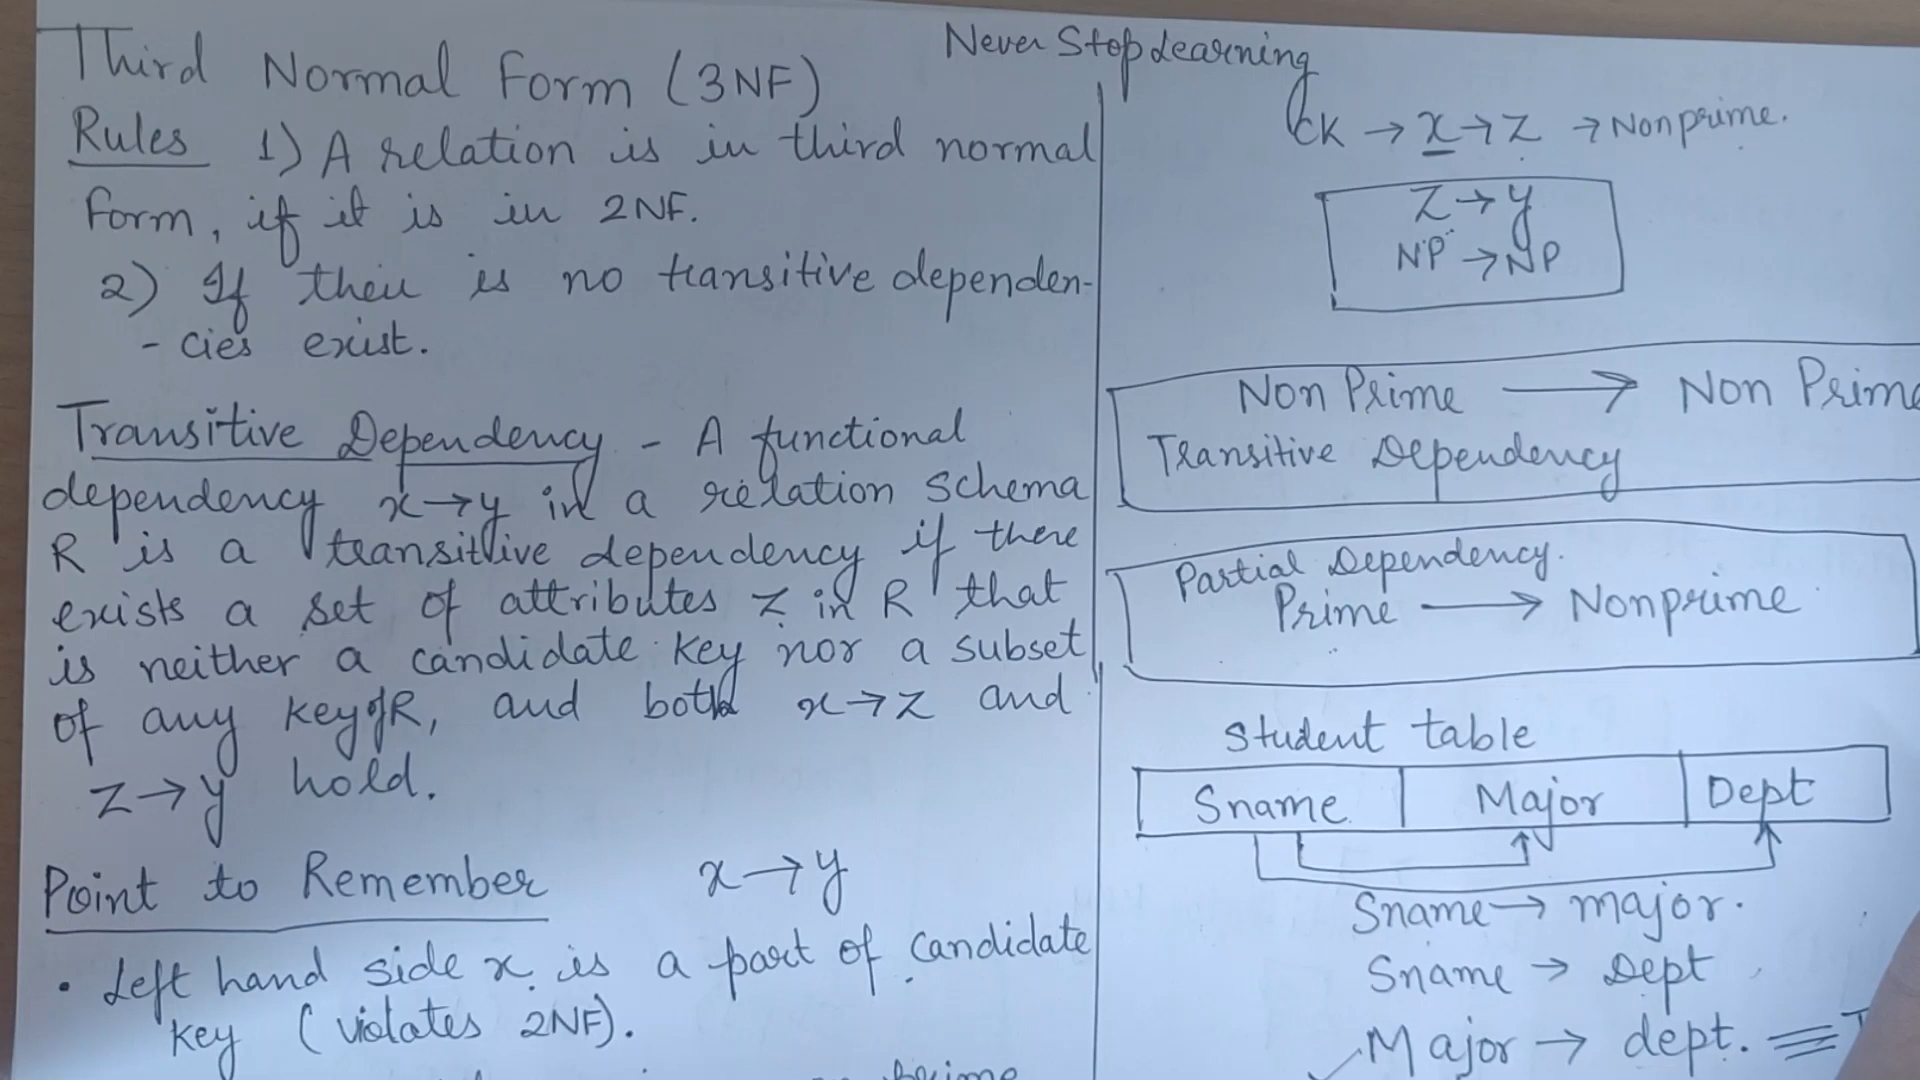 Never Stop Learning
Third Normal Form (3NF)
Rules 1) A relation is in third normal
form, if it is in 2NF.
2) If their is no transitive dependen-
- cies exist.
Transitive Dependency - A functional
dependency x→y in a relation schema
R is a transitive dependency if there
exists a set of attributes z in R that
is neither a candidate key nor a subset
of any key of R, and both x→z and
z→y hold.
Point to Remember x→y
• Left hand side x is a part of candidate
key (violates 2NF).
prime
CK → x→z → Nonprime.
Z→y
NP → NP
Non Prime → Non Prime
Transitive Dependency
Partial Dependency.
Prime → Nonprime
Student table
Sname Major Dept
Sname → major.
Sname → Dept
Major → dept. =